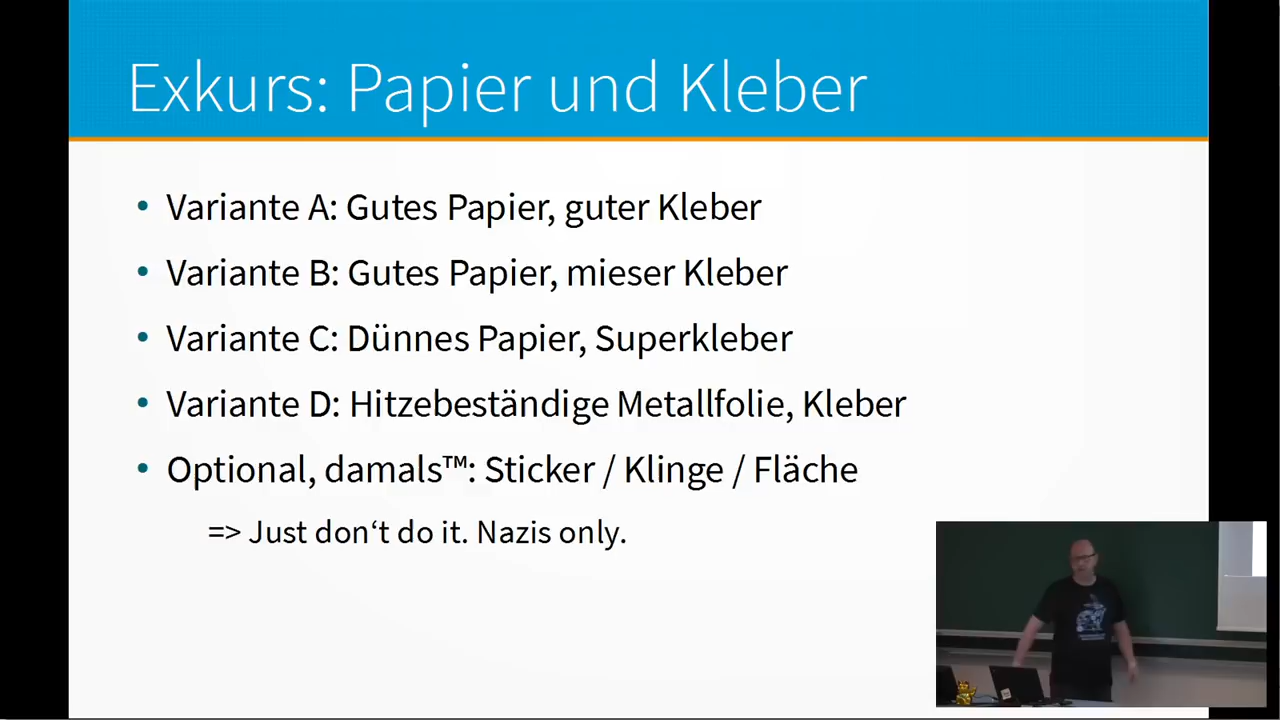 Exkurs: Papier und Kleber
• Variante A: Gutes Papier, guter Kleber
• Variante B: Gutes Papier, mieser Kleber
• Variante C: Dünnes Papier, Superkleber
• Variante D: Hitzebeständige Metallfolie, Kleber
• Optional, damals™: Sticker / Klinge / Fläche
=> Just don‘t do it. Nazis only.